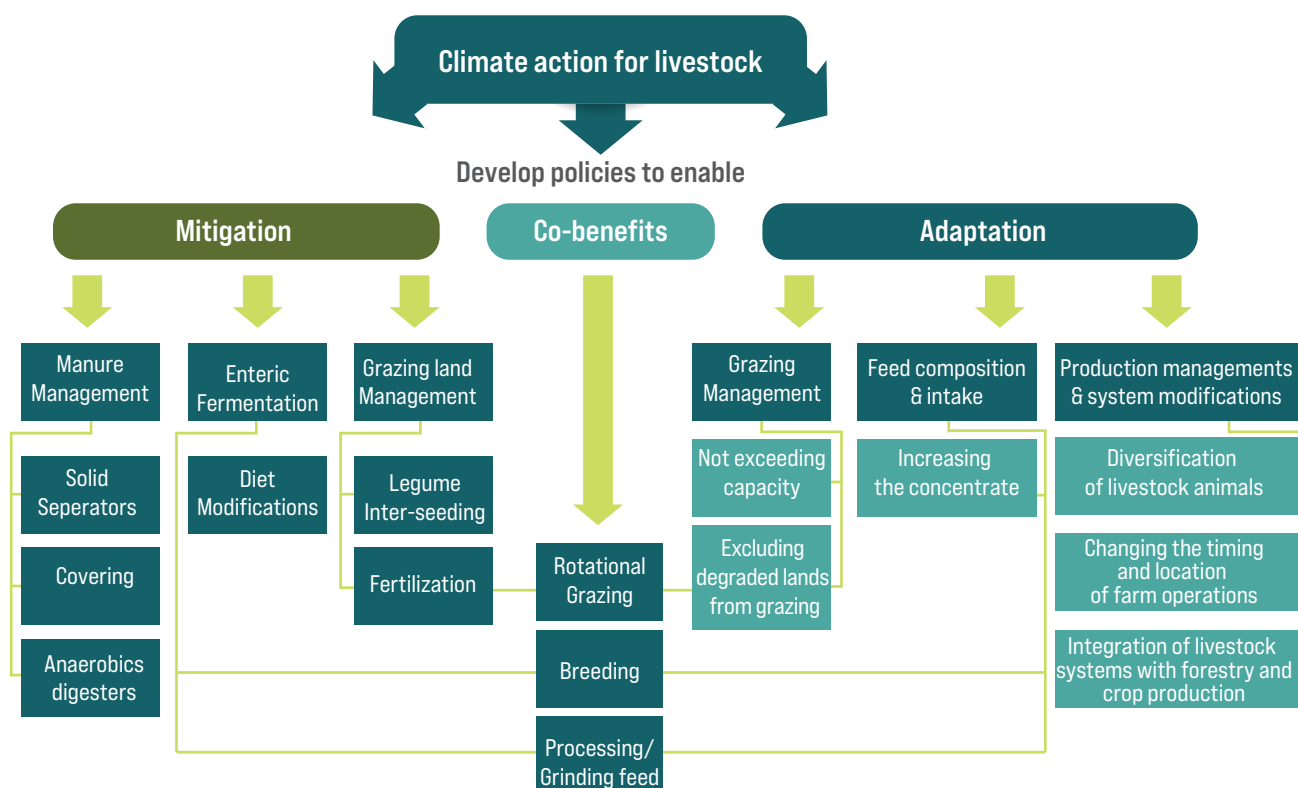 Climate action for livestock
Develop policies to enable
Mitigation
Co-benefits
Adaptation
Manure
Management
Enteric
Fermentation
Grazing land
Management
Grazing
Management
Feed composition
& intake
Production managements
& system modifications
Solid
Seperators
Diet
Modifications
Legume
Inter-seeding
Not exceeding
capacity
Increasing
the concentrate
Diversification
of livestock animals
Covering
Fertilization
Rotational
Grazing
Excluding
degraded lands
from grazing
Changing the timing
and location
of farm operations
Anaerobics
digesters
Breeding
Integration of livestock
systems with forestry and
crop production
Processing/
Grinding feed